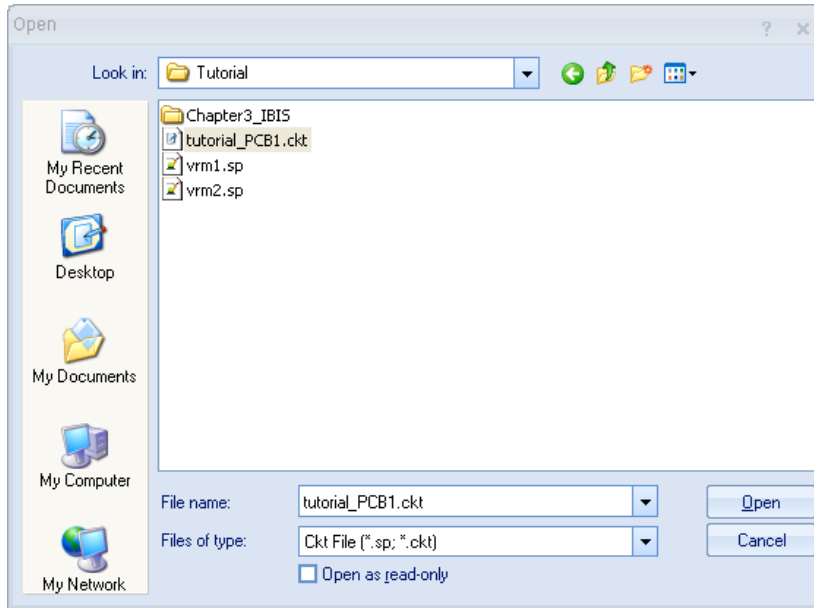 Open
Look in:
Tutorial
My Recent
Documents
Desktop
My Documents
My Computer
My Network
Chapter3_IBIS
tutorial_PCB1.ckt
vrm1.sp
vrm2.sp
File name:
tutorial_PCB1.ckt
Open
Files of type:
Ckt File (*.sp; *.ckt)
Cancel
Open as read-only